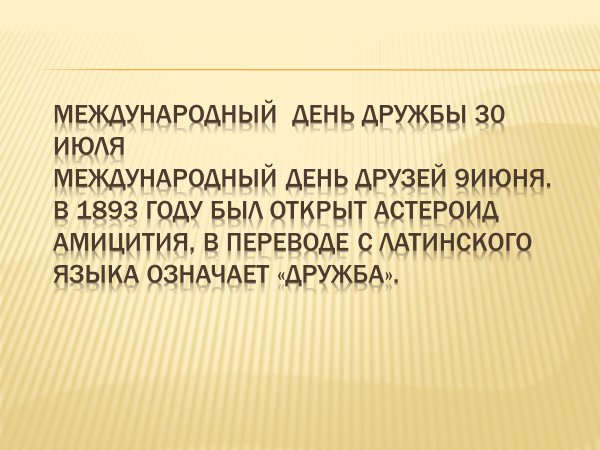 МЕЖДУНАРОДНЫЙ ДЕНЬ ДРУЖБЫ 30
ИЮЛЯ
МЕЖДУНАРОДНЫЙ ДЕНЬ ДРУЗЕЙ 9ИЮНЯ.
В 1893 ГОДУ БЫЛ ОТКРЫТ АСТЕРОИД
АМИЦИТИЯ, В ПЕРЕВОДЕ С ЛАТИНСКОГО
ЯЗЫКА ОЗНАЧАЕТ «ДРУЖБА».